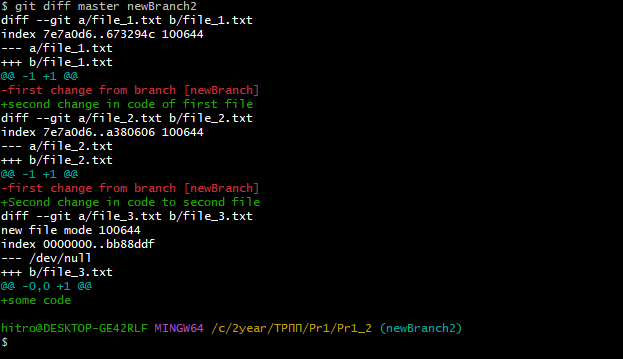 $ git diff master newBranch2
diff --git a/file_1.txt b/file_1.txt
index 7e7a0d6..673294c 100644
--- a/file_1.txt
+++ b/file_1.txt
@@ -1 +1 @@
-first change from branch [newBranch]
+second change in code of first file
diff --git a/file_2.txt b/file_2.txt
index 7e7a0d6..a380606 100644
--- a/file_2.txt
+++ b/file_2.txt
@@ -1 +1 @@
-first change from branch [newBranch]
+Second change in code to second file
diff --git a/file_3.txt b/file_3.txt
new file mode 100644
index 0000000..bb88ddf
--- /dev/null
+++ b/file_3.txt
@@ -0,0 +1 @@
+some code
hitro@DESKTOP-GE42RLF MINGW64 /c/2year/ТРПП/Pr1/Pr1_2 (newBranch2)
$